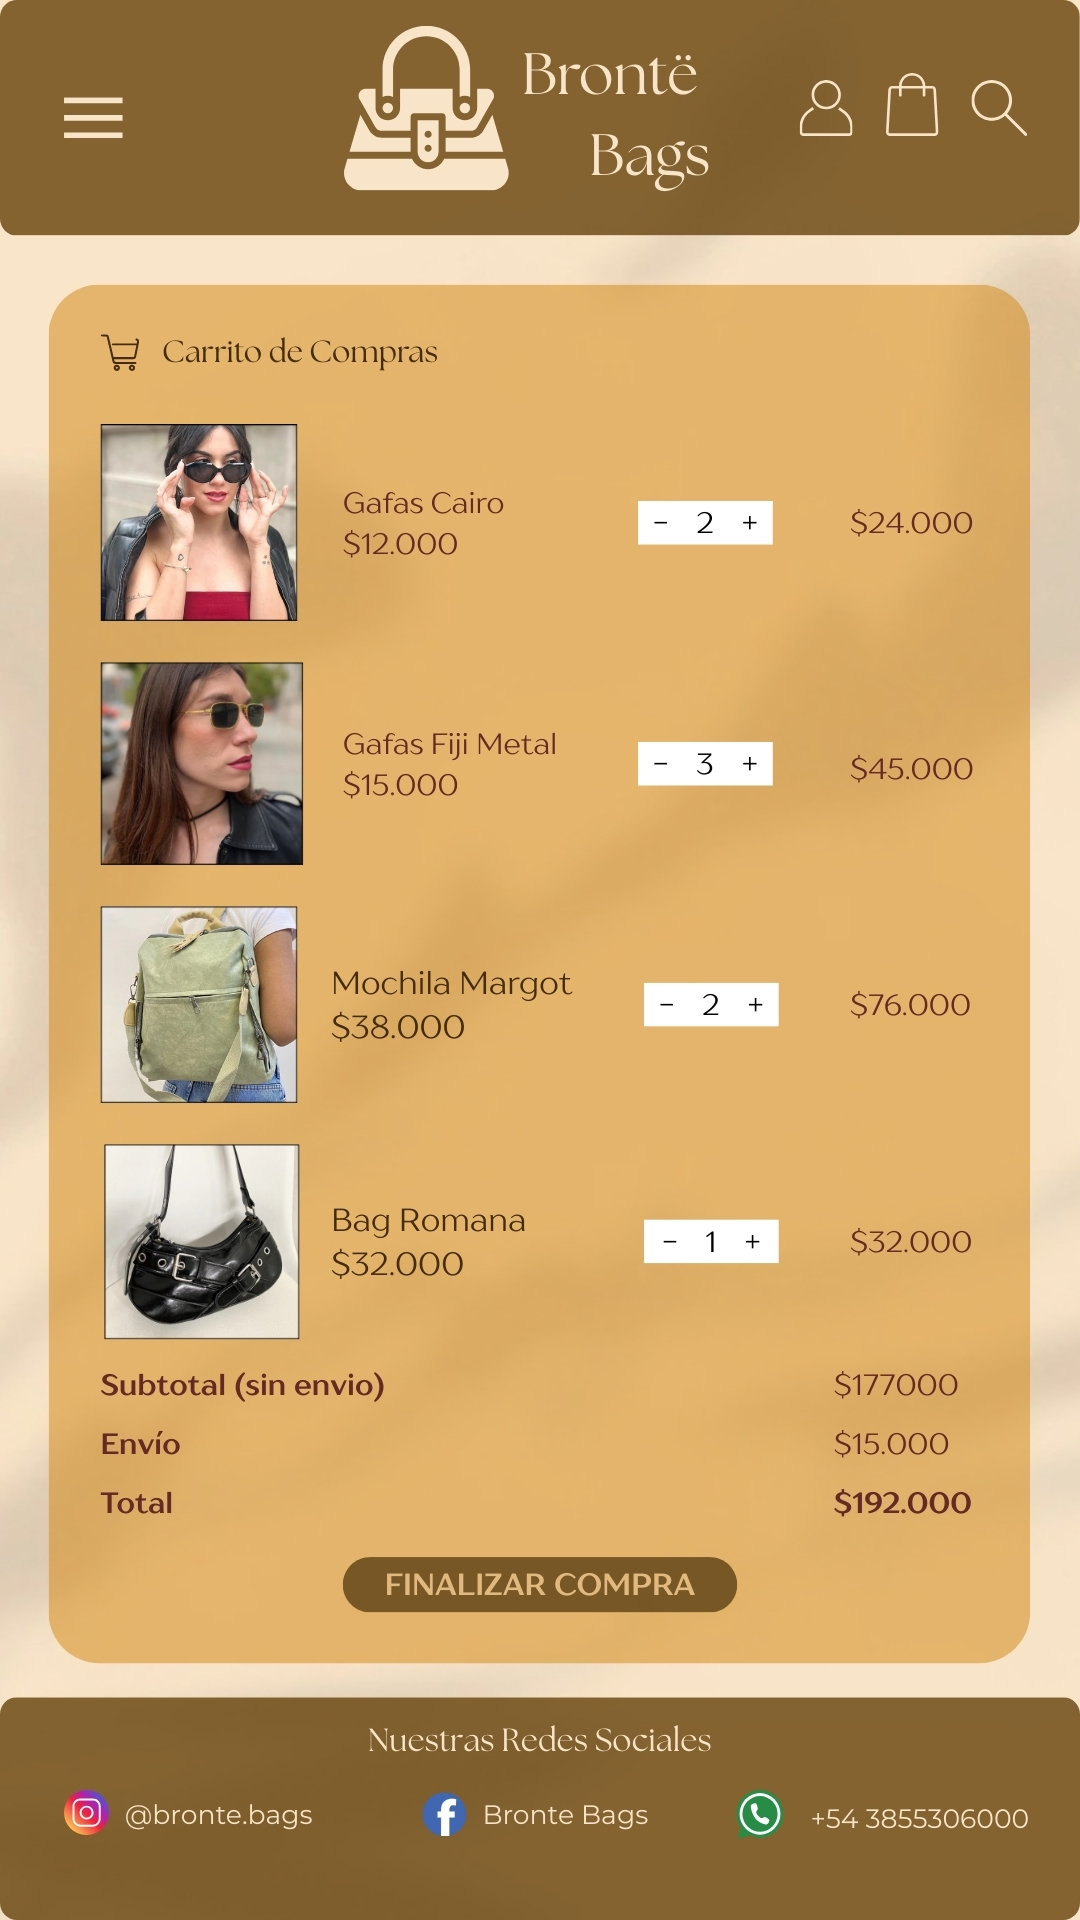 Brontë
Bags
Carrito de Compras
Gafas Cairo
$12.000
- 2 +
$24.000
Gafas Fiji Metal
$15.000
- 3 +
$45.000
Mochila Margot
$38.000
- 2 +
$76.000
Bag Romana
$32.000
- 1 +
$32.000
Subtotal (sin envio) $177000
Envío $15.000
Total $192.000
FINALIZAR COMPRA
Nuestras Redes Sociales
@bronte.bags Bronte Bags +54 3855306000